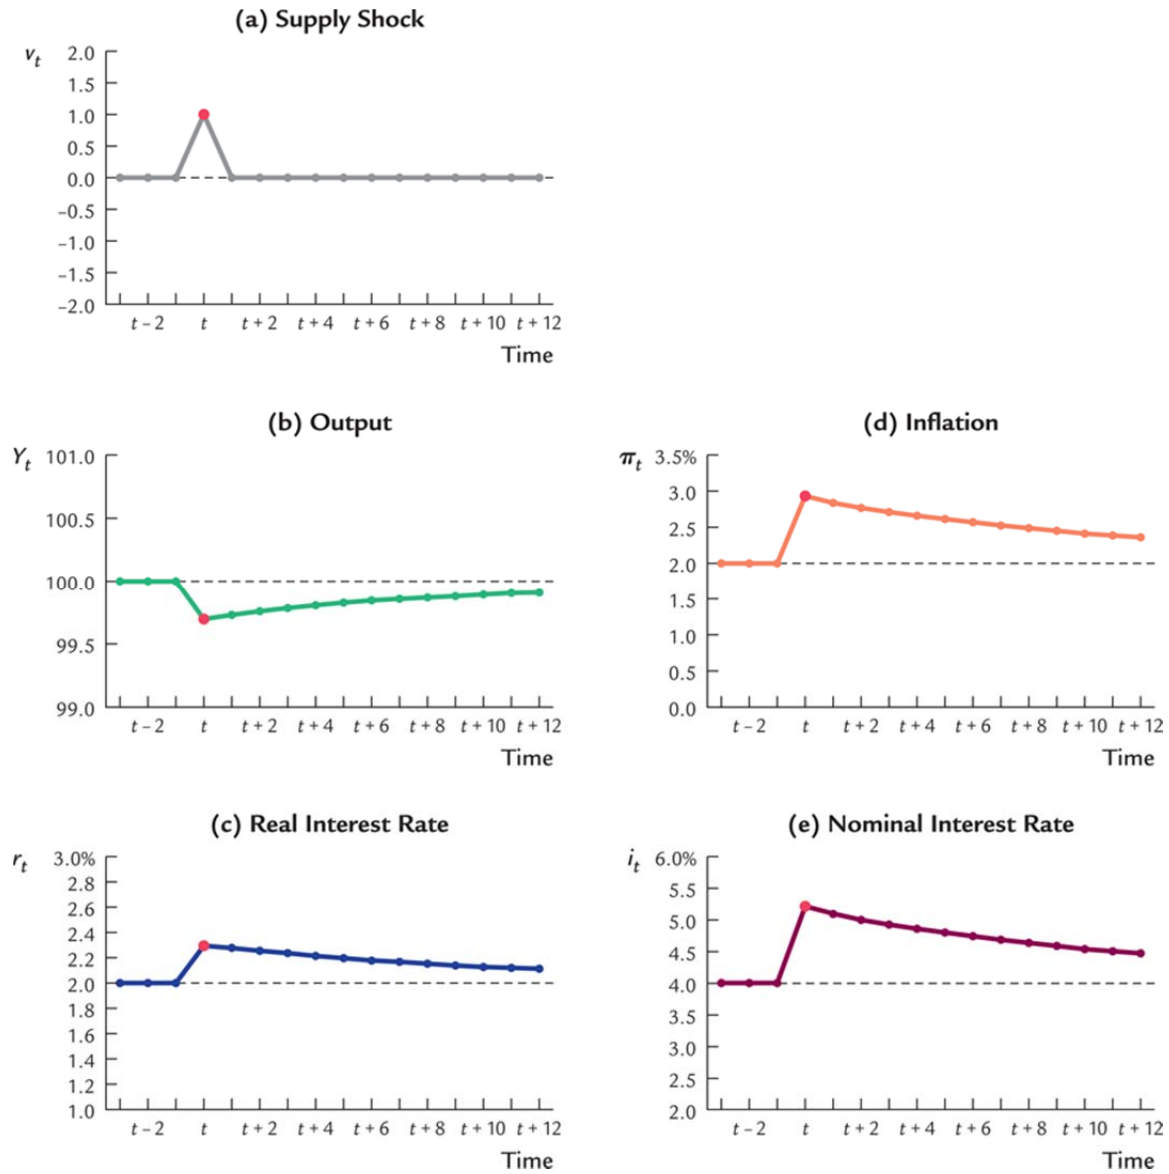 (a) Supply Shock
vₜ
2.0
1.5
1.0
0.5
0.0
–0.5
–1.0
–1.5
–2.0
t – 2 t t + 2 t + 4 t + 6 t + 8 t + 10 t + 12
Time
(b) Output
Yₜ
101.0
100.5
100.0
99.5
99.0
t – 2 t t + 2 t + 4 t + 6 t + 8 t + 10 t + 12
Time
(d) Inflation
πₜ
3.5%
3.0
2.5
2.0
1.5
1.0
0.5
0.0
t – 2 t t + 2 t + 4 t + 6 t + 8 t + 10 t + 12
Time
(c) Real Interest Rate
rₜ
3.0%
2.8
2.6
2.4
2.2
2.0
1.8
1.6
1.4
1.2
1.0
t – 2 t t + 2 t + 4 t + 6 t + 8 t + 10 t + 12
Time
(e) Nominal Interest Rate
iₜ
6.0%
5.5
5.0
4.5
4.0
3.5
3.0
2.5
2.0
t – 2 t t + 2 t + 4 t + 6 t + 8 t + 10 t + 12
Time